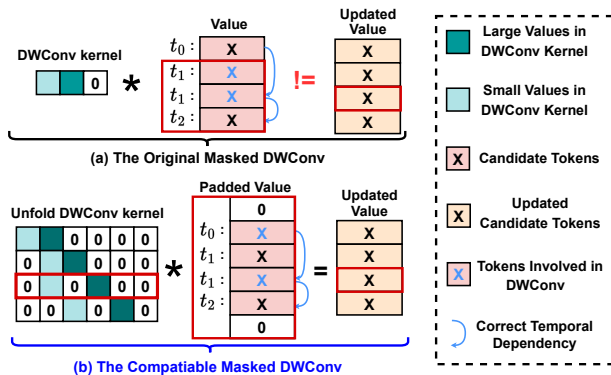 DWConv kernel
0
*
Value
t0: X
t1: X
t1: X
t2: X
!=
Updated
Value
X
X
X
X
(a) The Original Masked DWConv
Unfold DWConv kernel
0 0 0 0
0 0 0 0
0 0 0 0
0 0 0 0
*
Padded Value
0
t0: X
t1: X
t1: X
t2: X
0
=
Updated
Value
X
X
X
X
(b) The Compatiable Masked DWConv
Large Values in
DWConv Kernel
Small Values in
DWConv Kernel
X Candidate Tokens
X Updated
Candidate Tokens
X Tokens Involved in
DWConv
Correct Temporal
Dependency